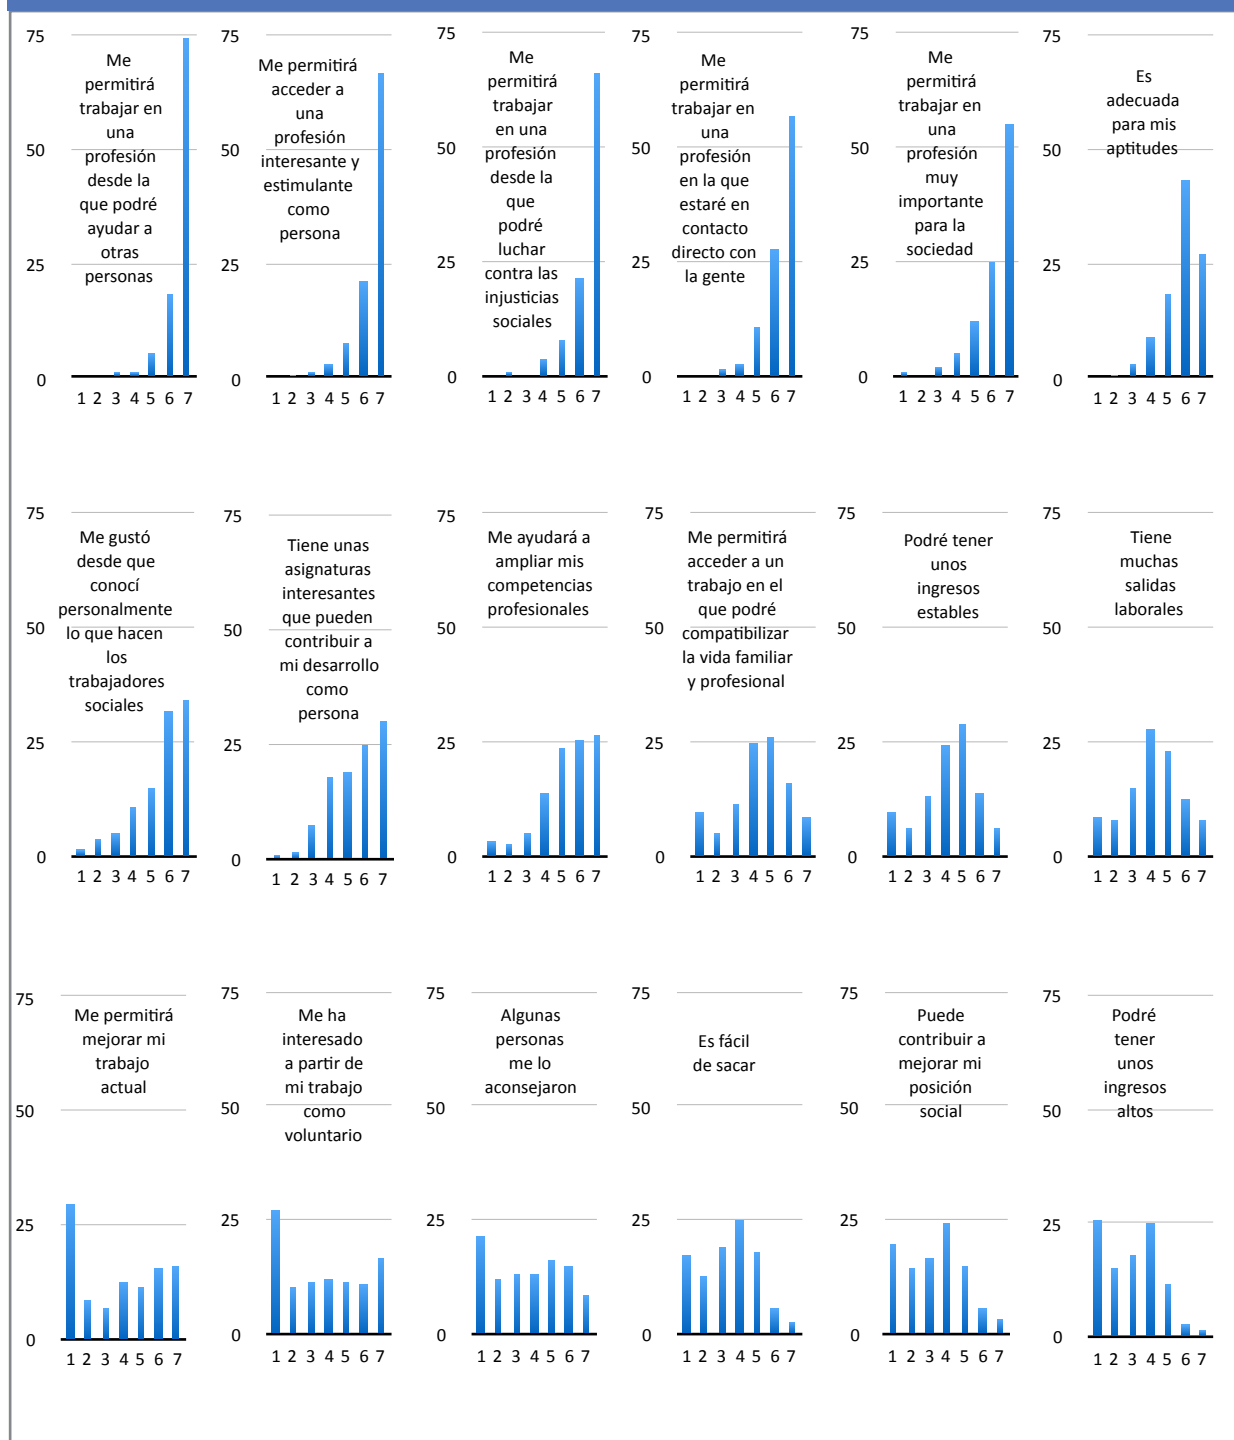 75
50
25
0
Me
permitirá
trabajar en
una
profesión
desde la
que podré
ayudar a
otras
personas
1 2 3 4 5 6 7
75
50
25
0
Me permitirá
acceder a
una
profesión
interesante y
estimulante
como
persona
1 2 3 4 5 6 7
75
50
25
0
Me
permitirá
trabajar
en una
profesión
desde la
que
podré
luchar
contra las
injusticias
sociales
1 2 3 4 5 6 7
75
50
25
0
Me
permitirá
trabajar en
una
profesión
en la que
estaré en
contacto
directo con
la gente
1 2 3 4 5 6 7
75
50
25
0
Me
permitirá
trabajar en
una
profesión
muy
importante
para la
sociedad
1 2 3 4 5 6 7
75
50
25
0
Es
adecuada
para mis
aptitudes
1 2 3 4 5 6 7
75
50
25
0
Me gustó
desde que
conocí
personalmente
lo que hacen
los
trabajadores
sociales
1 2 3 4 5 6 7
75
50
25
0
Tiene unas
asignaturas
interesantes
que pueden
contribuir a
mi desarrollo
como
persona
1 2 3 4 5 6 7
75
50
25
0
Me ayudará a
ampliar mis
competencias
profesionales
1 2 3 4 5 6 7
75
50
25
0
Me permitirá
acceder a un
trabajo en el
que podré
compatibilizar
la vida familiar
y profesional
1 2 3 4 5 6 7
75
50
25
0
Podré tener
unos
ingresos
estables
1 2 3 4 5 6 7
75
50
25
0
Tiene
muchas
salidas
laborales
1 2 3 4 5 6 7
75
50
25
0
Me permitirá
mejorar mi
trabajo
actual
1 2 3 4 5 6 7
75
50
25
0
Me ha
interesado
a partir de
mi trabajo
como
voluntario
1 2 3 4 5 6 7
75
50
25
0
Algunas
personas
me lo
aconsejaron
1 2 3 4 5 6 7
75
50
25
0
Es fácil
de sacar
1 2 3 4 5 6 7
75
50
25
0
Puede
contribuir a
mejorar mi
posición
social
1 2 3 4 5 6 7
75
50
25
0
Podré
tener
unos
ingresos
altos
1 2 3 4 5 6 7